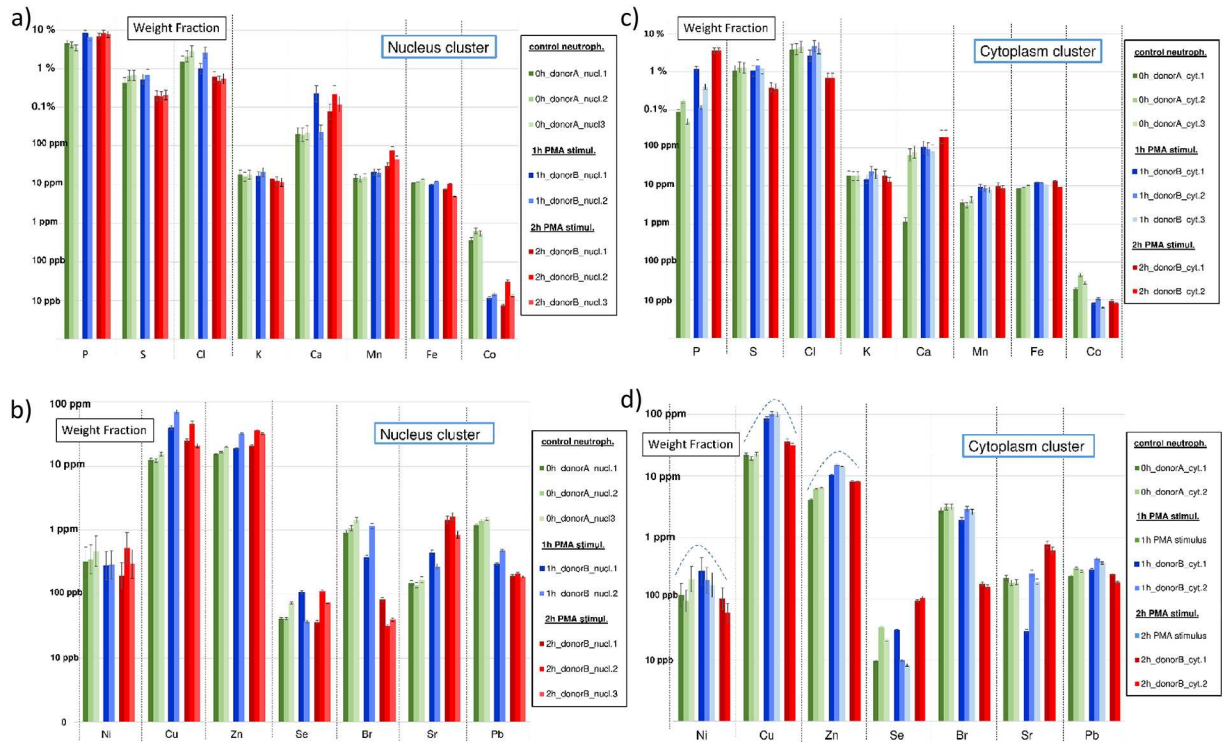 a)
Weight Fraction
Nucleus cluster
10 %
1 %
0.1%
100 ppm
10 ppm
1 ppm
100 ppb
10 ppb
P S Cl K Ca Mn Fe Co
control neutroph.
0h_donorA_nucl.1
0h_donorA_nucl.2
0h_donorA_nucl3
1h PMA stimul.
1h_donorB_nucl.1
1h_donorB_nucl.2
2h PMA stimul.
2h_donorB_nucl.1
2h_donorB_nucl.2
2h_donorB_nucl.3
c)
Weight Fraction
Cytoplasm cluster
10 %
1 %
0.1%
100 ppm
10 ppm
1 ppm
100 ppb
10 ppb
P S Cl K Ca Mn Fe Co
control neutroph.
0h_donorA_cyt.1
0h_donorA_cyt.2
0h_donorA_cyt.3
1h PMA stimul.
1h_donorB_cyt.1
1h_donorB_cyt.2
1h_donorB_cyt.3
2h PMA stimul.
2h_donorB_cyt.1
2h_donorB_cyt.2
b)
100 ppm
Weight Fraction
Nucleus cluster
10 ppm
1 ppm
100 ppb
10 ppb
0
Ni Cu Zn Se Br Sr Pb
control neutroph.
0h_donorA_nucl.1
0h_donorA_nucl.2
0h_donorA_nucl3
1h PMA stimul.
1h_donorB_nucl.1
1h_donorB_nucl.2
2h PMA stimul.
2h_donorB_nucl.1
2h_donorB_nucl.2
2h_donorB_nucl.3
d)
100 ppm
Weight Fraction
Cytoplasm cluster
10 ppm
1 ppm
100 ppb
10 ppb
Ni Cu Zn Se Br Sr Pb
control neutroph.
0h_donorA_cyt.1
0h_donorA_cyt.2
1h PMA stimul.
1h PMA stimulus
1h_donorB_cyt.1
1h_donorB_cyt.2
2h PMA stimul.
2h PMA stimulus
2h_donorB_cyt.1
2h_donorB_cyt.2